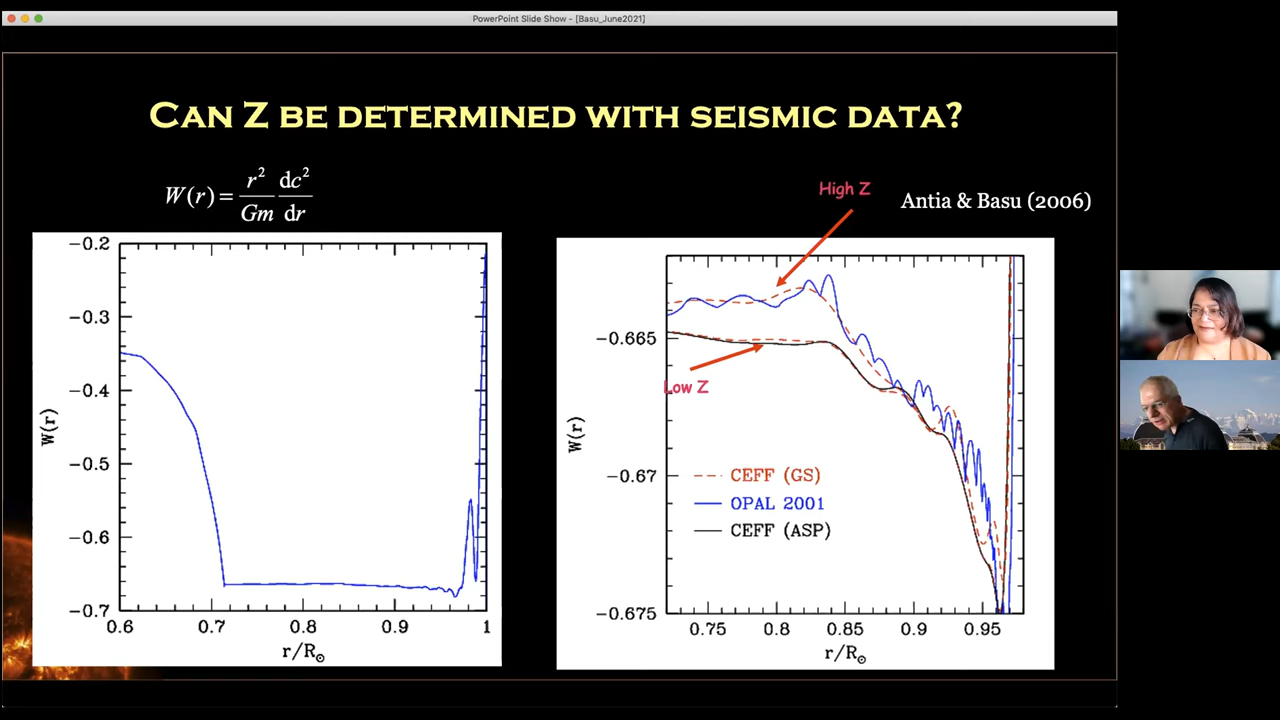 PowerPoint Slide Show - [Basu_June2021]
CAN Z BE DETERMINED WITH SEISMIC DATA?
W(r) = r² / Gm dc² / dr
High Z
Antia & Basu (2006)
−0.2
−0.3
−0.4
−0.5
−0.6
−0.7
W(r)
0.6 0.7 0.8 0.9 1
r/R⊙
−0.665
−0.67
−0.675
W(r)
Low Z
CEFF (GS)
OPAL 2001
CEFF (ASP)
0.75 0.8 0.85 0.9 0.95
r/R⊙